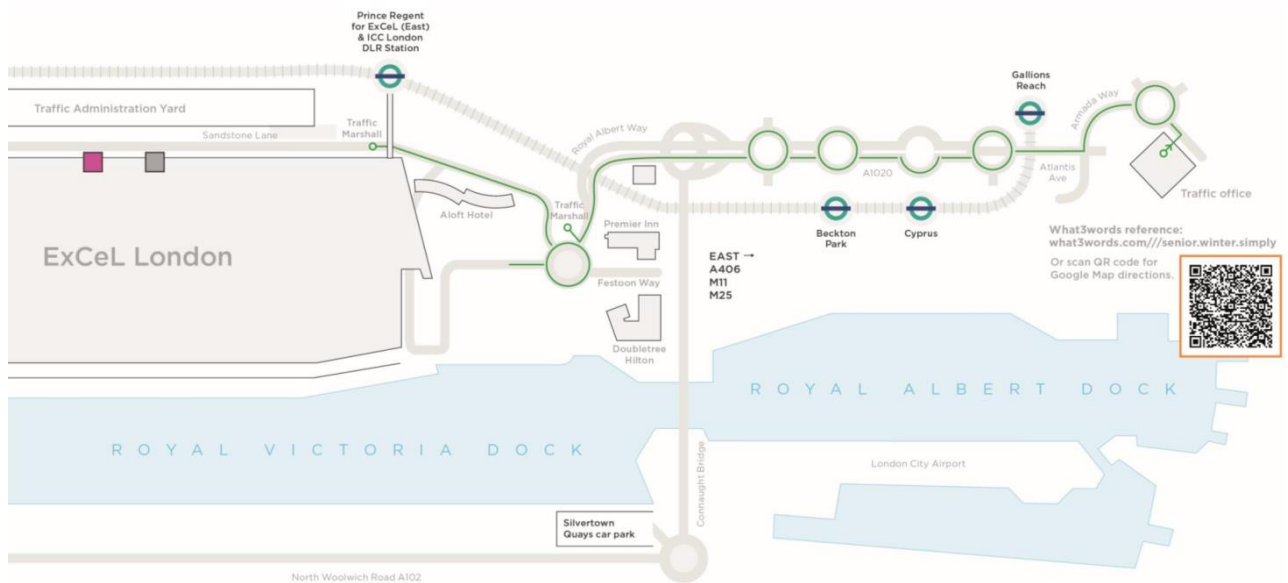 Prince Regent
for ExCeL (East)
& ICC London
DLR Station
Gallions
Reach
Armada Way
Traffic Administration Yard
Traffic
Marshall
Sandstone Lane
Royal Albert Way
A1020
Atlantis
Ave
Traffic office
Aloft Hotel
Traffic
Marshall
Premier Inn
Beckton
Park
Cyprus
What3words reference:
what3words.com///senior.winter.simply
Or scan QR code for
Google Map directions.
ExCeL London
EAST →
A406
M11
M25
Festoon Way
Doubletree
Hilton
ROYAL ALBERT DOCK
ROYAL VICTORIA DOCK
London City Airport
Connaught Bridge
Silvertown
Quays car park
North Woolwich Road A102